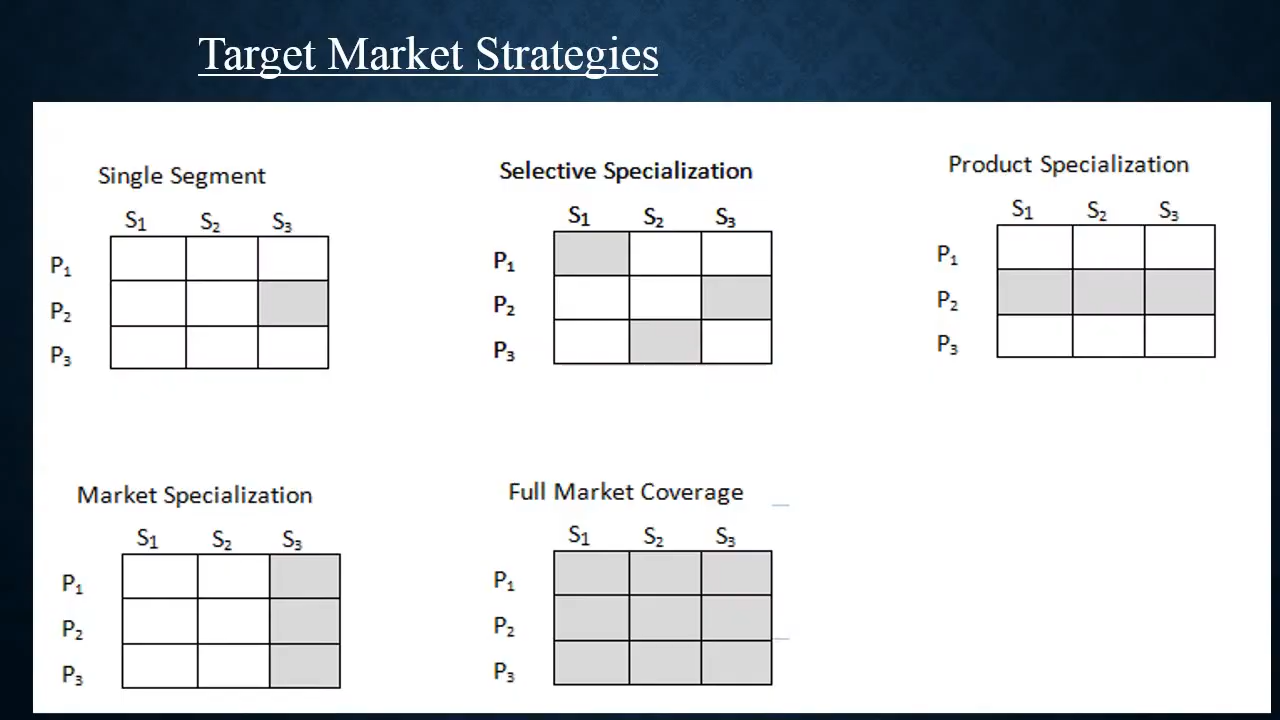 Target Market Strategies
Single Segment
S1 S2 S3
P1
P2
P3
Selective Specialization
S1 S2 S3
P1
P2
P3
Product Specialization
S1 S2 S3
P1
P2
P3
Market Specialization
S1 S2 S3
P1
P2
P3
Full Market Coverage
S1 S2 S3
P1
P2
P3